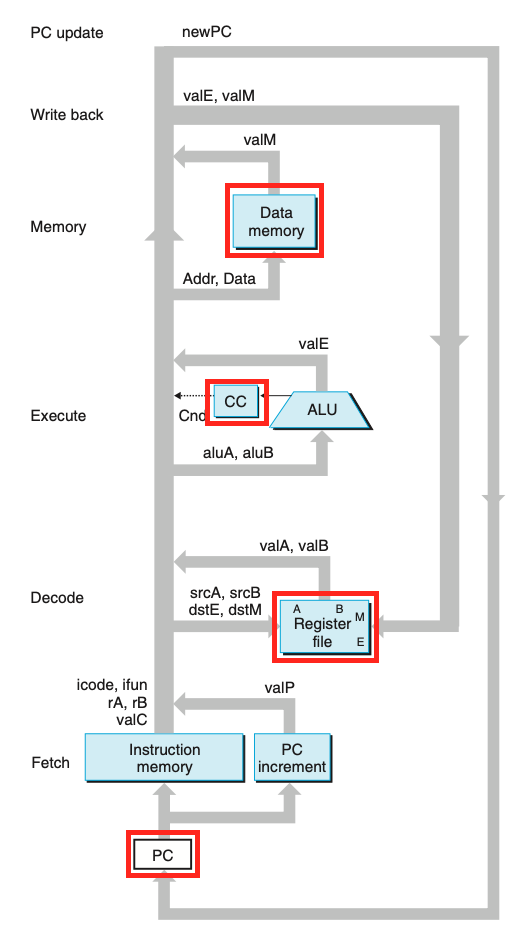 PC update
newPC
Write back
valE, valM
valM
Memory
Data
memory
Addr, Data
valE
Execute
CC
ALU
Cnd
aluA, aluB
valA, valB
Decode
srcA, srcB
dstE, dstM
A B
M
Register
file
E
icode, ifun
rA, rB
valC
valP
Fetch
Instruction
memory
PC
increment
PC